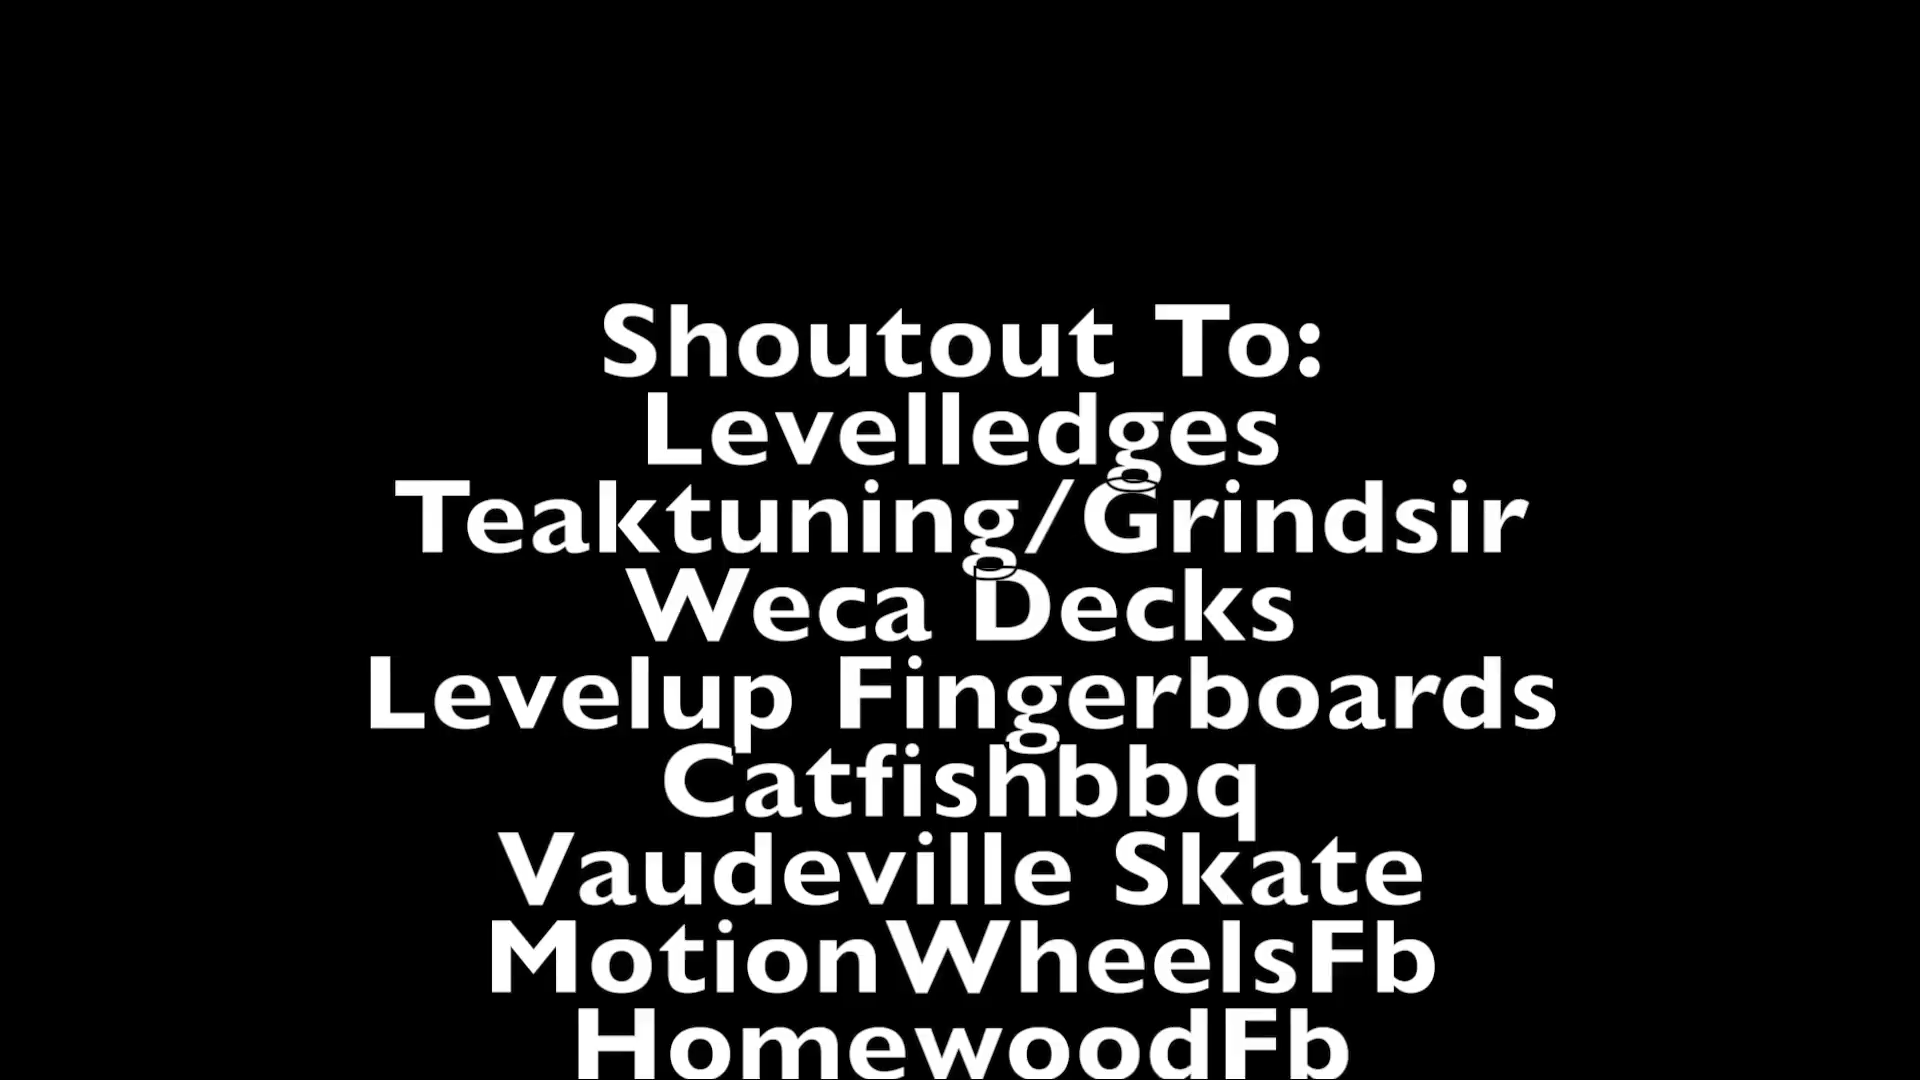 Shoutout To:
Levelledges
Teaktuning/Grindsir
Weca Decks
Levelup Fingerboards
Catfishbbq
Vaudeville Skate
MotionWheelsFb
HomewoodFb